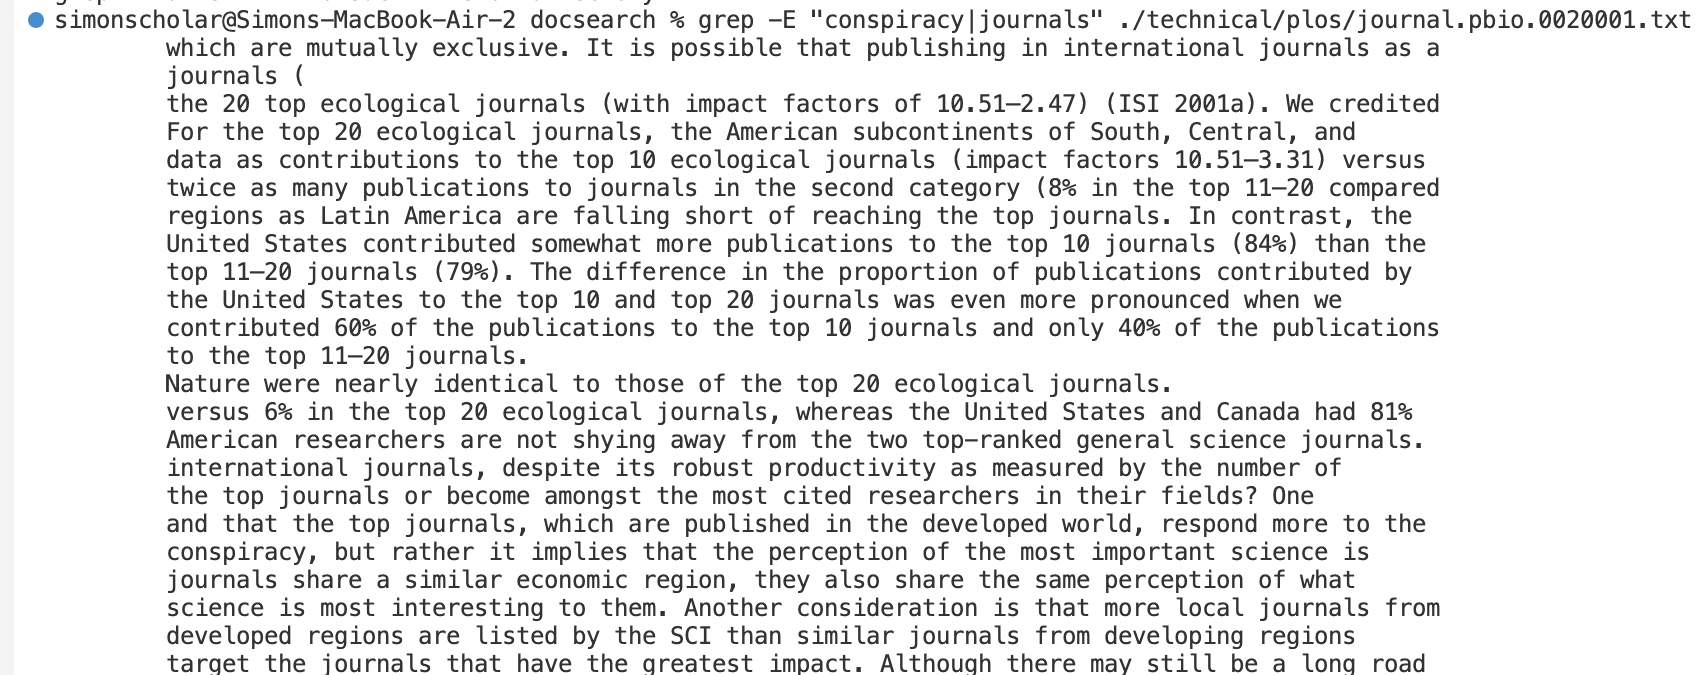 simonscholar@Simons-MacBook-Air-2 docsearch % grep -E "conspiracy|journals" ./technical/plos/journal.pbio.0020001.txt
which are mutually exclusive. It is possible that publishing in international journals as a
journals (
the 20 top ecological journals (with impact factors of 10.51–2.47) (ISI 2001a). We credited
For the top 20 ecological journals, the American subcontinents of South, Central, and
data as contributions to the top 10 ecological journals (impact factors 10.51–3.31) versus
twice as many publications to journals in the second category (8% in the top 11–20 compared
regions as Latin America are falling short of reaching the top journals. In contrast, the
United States contributed somewhat more publications to the top 10 journals (84%) than the
top 11–20 journals (79%). The difference in the proportion of publications contributed by
the United States to the top 10 and top 20 journals was even more pronounced when we
contributed 60% of the publications to the top 10 journals and only 40% of the publications
to the top 11–20 journals.
Nature were nearly identical to those of the top 20 ecological journals.
versus 6% in the top 20 ecological journals, whereas the United States and Canada had 81%
American researchers are not shying away from the two top-ranked general science journals.
international journals, despite its robust productivity as measured by the number of
the top journals or become amongst the most cited researchers in their fields? One
and that the top journals, which are published in the developed world, respond more to the
conspiracy, but rather it implies that the perception of the most important science is
journals share a similar economic region, they also share the same perception of what
science is most interesting to them. Another consideration is that more local journals from
developed regions are listed by the SCI than similar journals from developing regions
target the journals that have the greatest impact. Although there may still be a long road